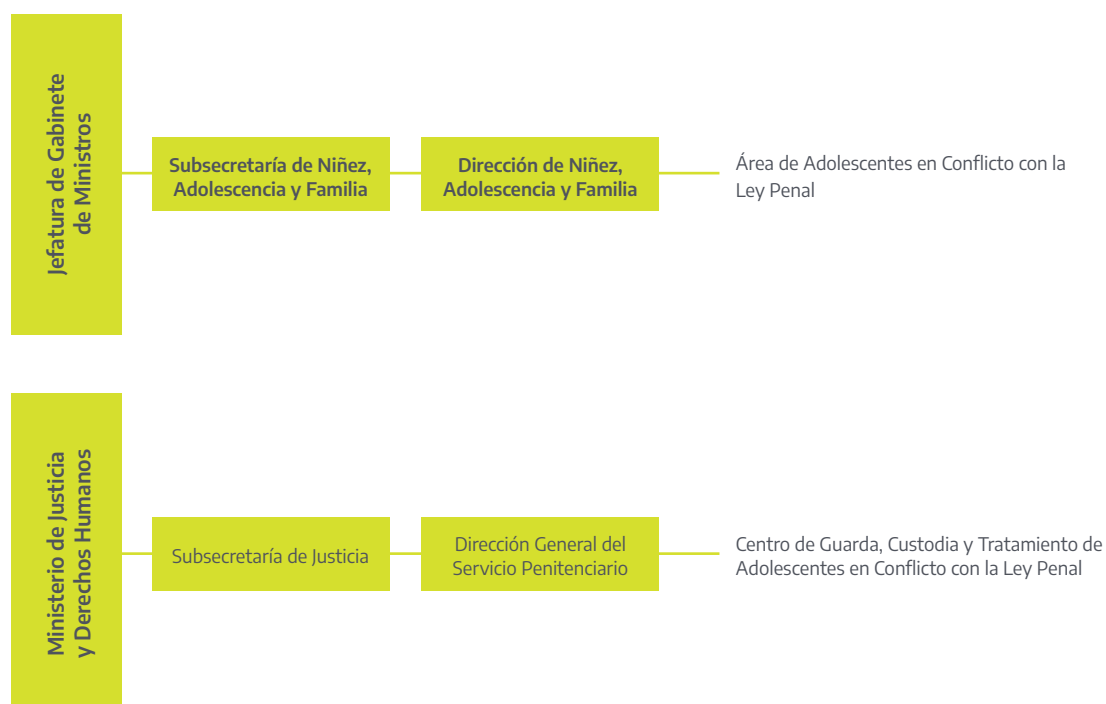 Jefatura de Gabinete
de Ministros
Subsecretaría de Niñez,
Adolescencia y Familia
Dirección de Niñez,
Adolescencia y Familia
Área de Adolescentes en Conflicto con la
Ley Penal
Ministerio de Justicia
y Derechos Humanos
Subsecretaría de Justicia
Dirección General del
Servicio Penitenciario
Centro de Guarda, Custodia y Tratamiento de
Adolescentes en Conflicto con la Ley Penal